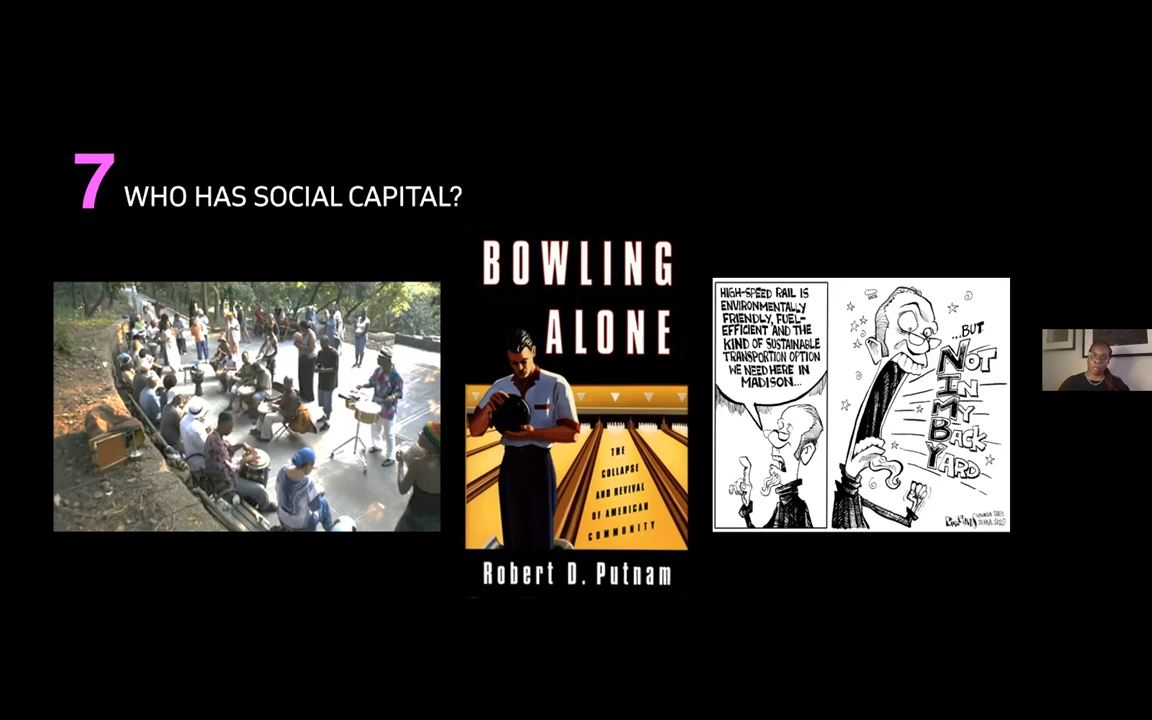 7 WHO HAS SOCIAL CAPITAL?
BOWLING
ALONE
THE
COLLAPSE
AND REVIVAL
OF AMERICAN
COMMUNITY
Robert D. Putnam
HIGH-SPEED RAIL IS
ENVIRONMENTALLY
FRIENDLY, FUEL-
EFFICIENT AND THE
KIND OF SUSTAINABLE
TRANSPORTION OPTION
WE NEED HERE IN
MADISON...
...BUT
NOT
IN
MY
BACK
YARD